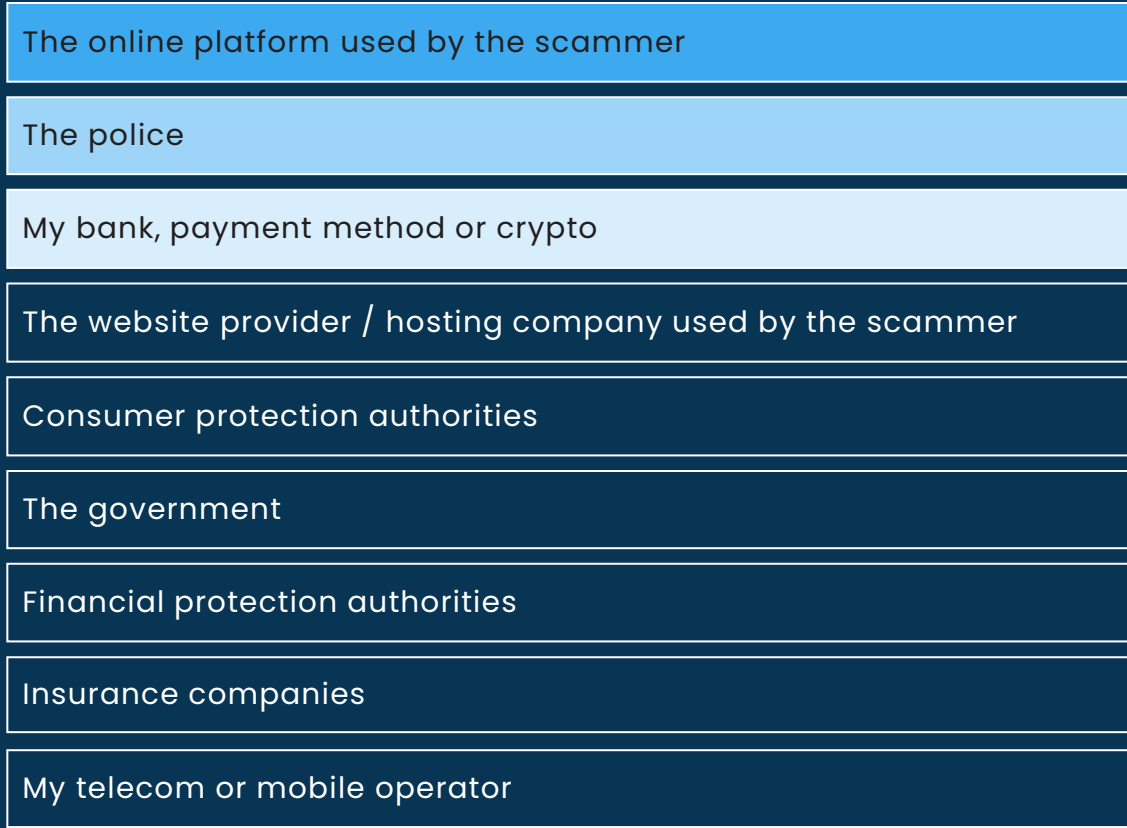 The online platform used by the scammer
The police
My bank, payment method or crypto
The website provider / hosting company used by the scammer
Consumer protection authorities
The government
Financial protection authorities
Insurance companies
My telecom or mobile operator